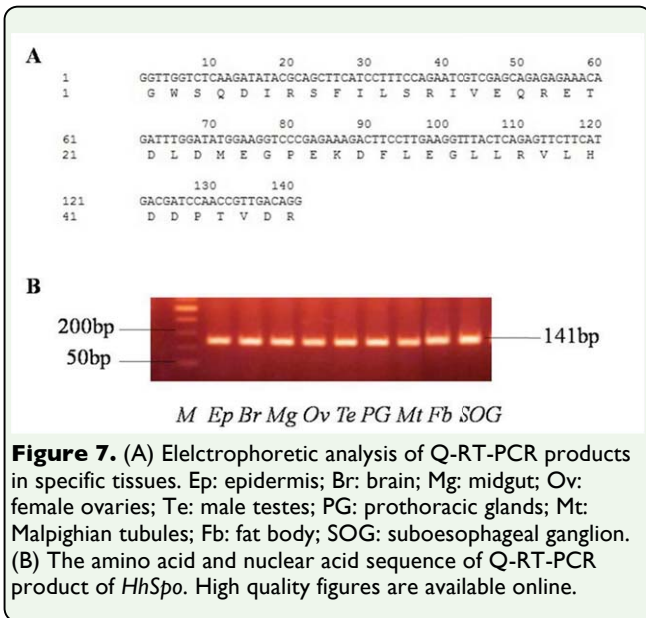 A
10 20 30 40 50 60
1 GGTTGGTCTCAAGATATACGCAGCTTCATCCTTTCCAGAATCGTCGAGCAGAGAGAAACA
1 G W S Q D I R S F I L S R I V E Q R E T
70 80 90 100 110 120
61 GATTTGGATATGGAAGGTCCCGAGAAAGACTTCCTTGAAGGTTTACTCAGAGTTCTTCAT
21 D L D M E G P E K D F L E G L L R V L H
130 140
121 GACGATCCAACCGTTGACAGG
41 D D P T V D R
B
200bp
141bp
50bp
M Ep Br Mg Ov Te PG Mt Fb SOG
Figure 7. (A) Elelctrophoretic analysis of Q-RT-PCR products
in specific tissues. Ep: epidermis; Br: brain; Mg: midgut; Ov:
female ovaries; Te: male testes; PG: prothoracic glands; Mt:
Malpighian tubules; Fb: fat body; SOG: suboesophageal ganglion.
(B) The amino acid and nuclear acid sequence of Q-RT-PCR
product of HhSpo. High quality figures are available online.